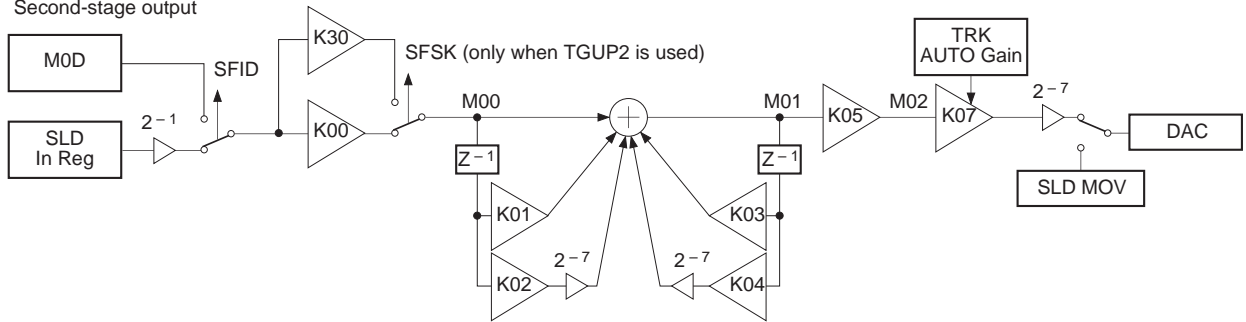 Second-stage output
M0D
SLD
In Reg
2⁻¹
SFID
K30
K00
SFSK (only when TGUP2 is used)
M00
Z⁻¹
K01
K02
2⁻⁷
M01
Z⁻¹
K03
2⁻⁷
K04
K05
M02
TRK
AUTO Gain
K07
2⁻⁷
DAC
SLD MOV